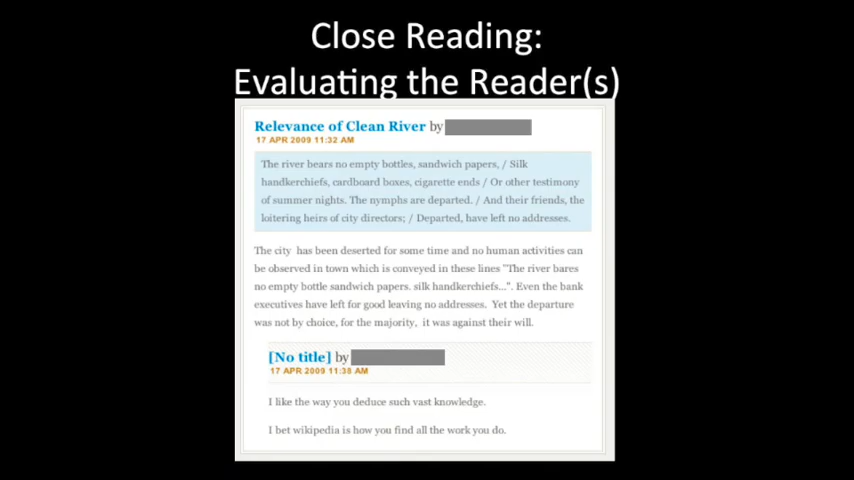 Close Reading:
Evaluating the Reader(s)
Relevance of Clean River by
17 APR 2009 11:32 AM
The river bears no empty bottles, sandwich papers, / Silk
handkerchiefs, cardboard boxes, cigarette ends / Or other testimony
of summer nights. The nymphs are departed. / And their friends, the
loitering heirs of city directors; / Departed, have left no addresses.
The city has been deserted for some time and no human activities can
be observed in town which is conveyed in these lines "The river bares
no empty bottle sandwich papers. silk handkerchiefs...". Even the bank
executives have left for good leaving no addresses. Yet the departure
was not by choice, for the majority, it was against their will.
[No title] by
17 APR 2009 11:38 AM
I like the way you deduce such vast knowledge.
I bet wikipedia is how you find all the work you do.